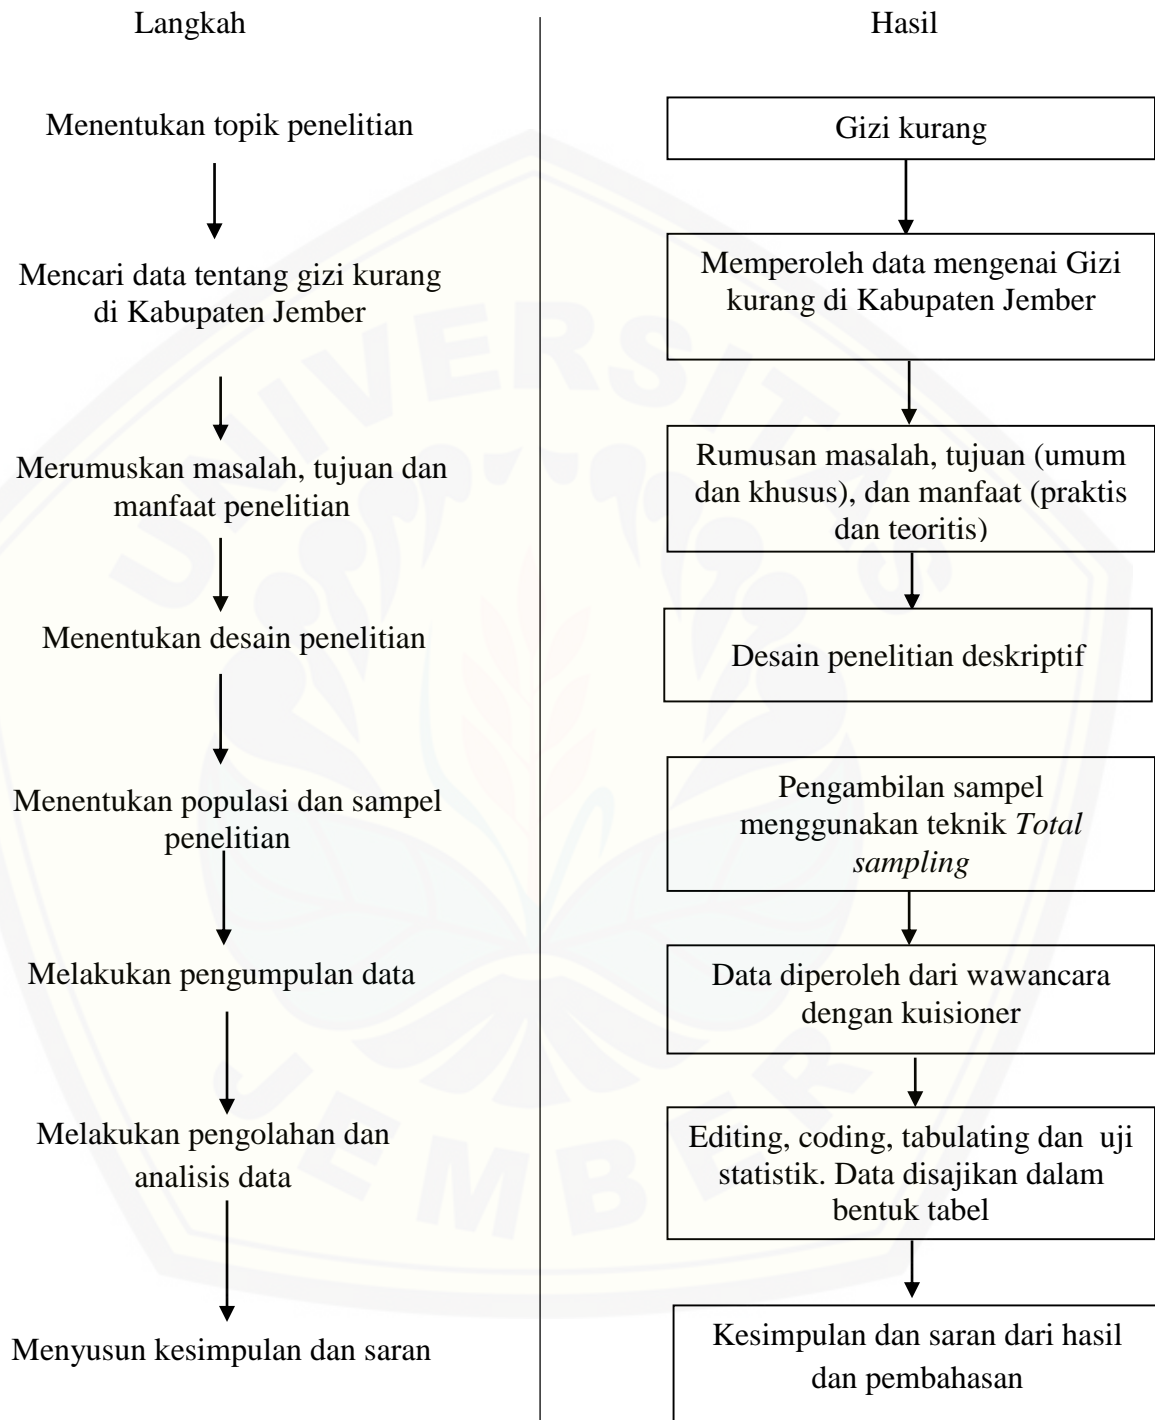 Langkah
Hasil
Menentukan topik penelitian
Gizi kurang
Mencari data tentang gizi kurang
di Kabupaten Jember
Memperoleh data mengenai Gizi
kurang di Kabupaten Jember
Merumuskan masalah, tujuan dan
manfaat penelitian
Rumusan masalah, tujuan (umum
dan khusus), dan manfaat (praktis
dan teoritis)
Menentukan desain penelitian
Desain penelitian deskriptif
Menentukan populasi dan sampel
penelitian
Pengambilan sampel
menggunakan teknik Total
sampling
Melakukan pengumpulan data
Data diperoleh dari wawancara
dengan kuisioner
Melakukan pengolahan dan
analisis data
Editing, coding, tabulating dan uji
statistik. Data disajikan dalam
bentuk tabel
Menyusun kesimpulan dan saran
Kesimpulan dan saran dari hasil
dan pembahasan
UNIVERSITAS
JEMBER